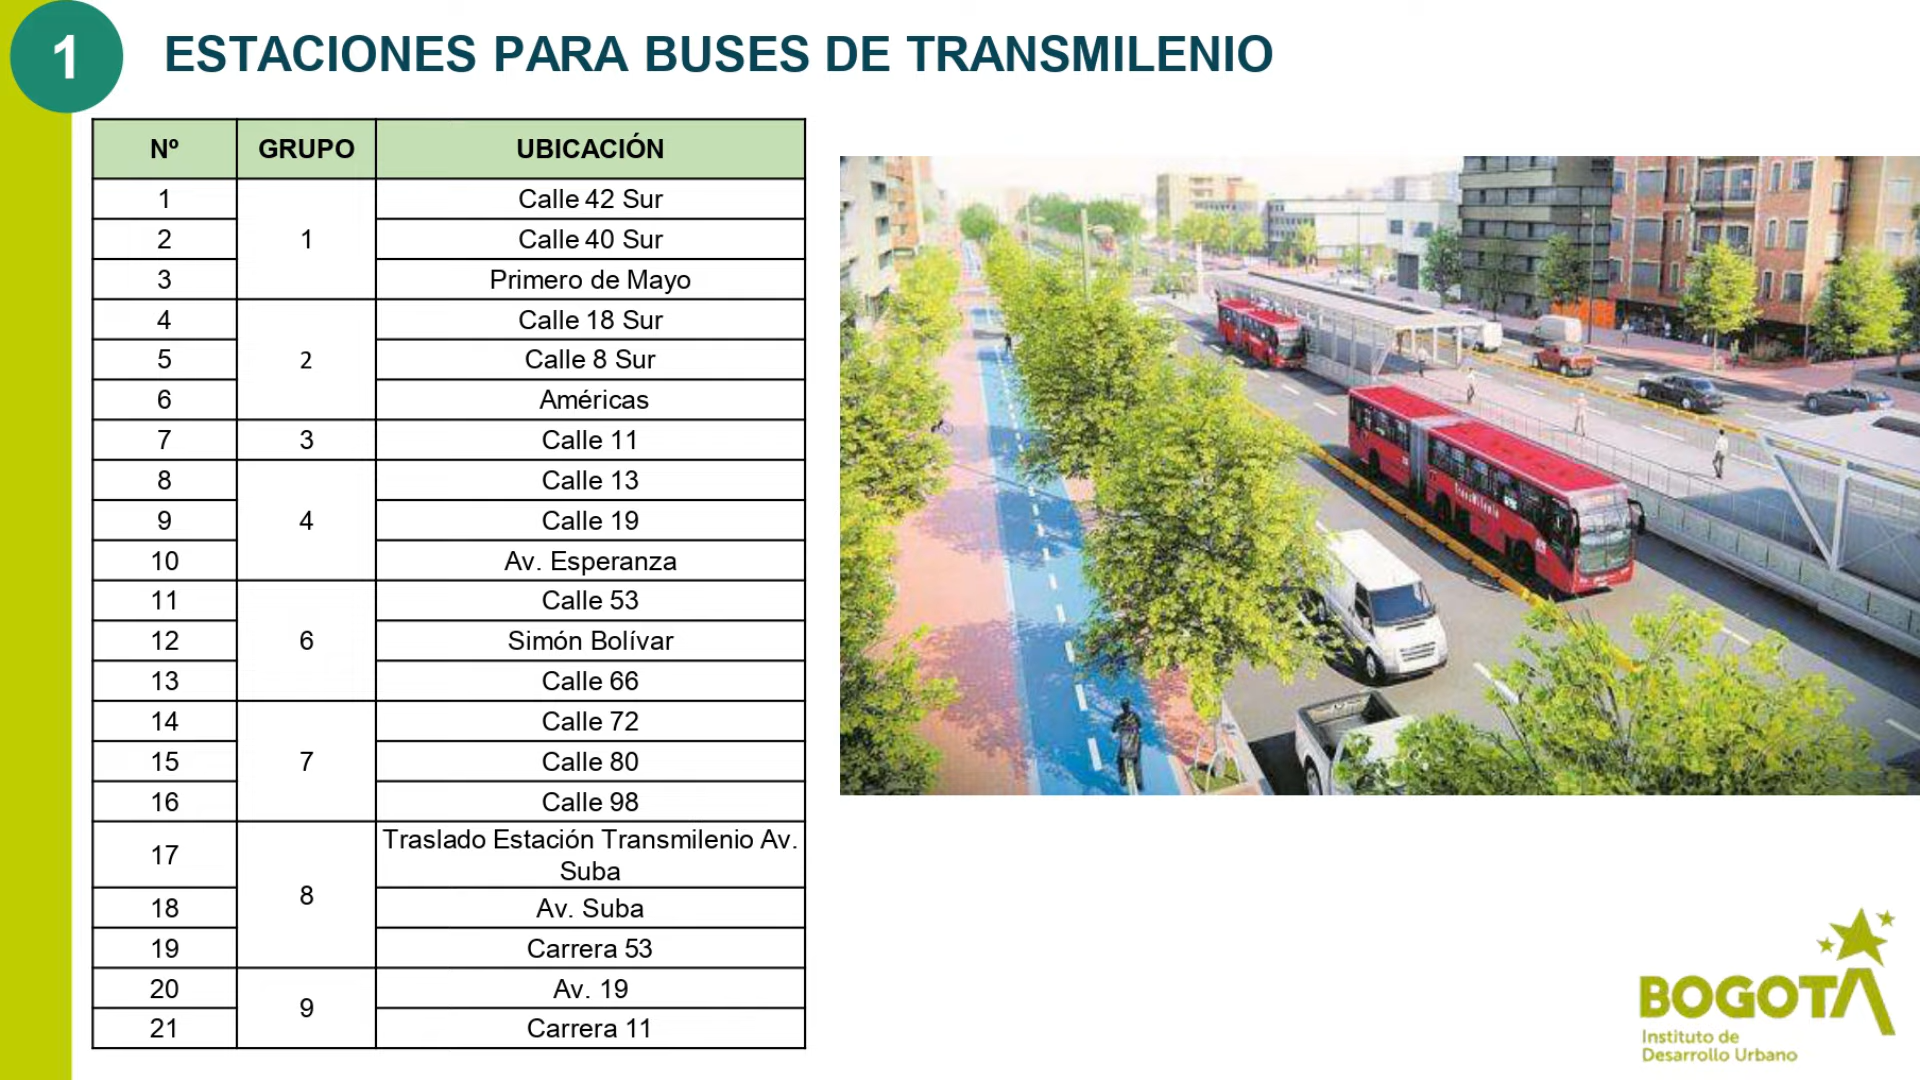 1
ESTACIONES PARA BUSES DE TRANSMILENIO
Nº GRUPO UBICACIÓN
1 1 Calle 42 Sur
2 Calle 40 Sur
3 Primero de Mayo
4 2 Calle 18 Sur
5 Calle 8 Sur
6 Américas
7 3 Calle 11
8 4 Calle 13
9 Calle 19
10 Av. Esperanza
11 6 Calle 53
12 Simón Bolívar
13 Calle 66
14 7 Calle 72
15 Calle 80
16 Calle 98
17 8 Traslado Estación Transmilenio Av.
Suba
18 Av. Suba
19 Carrera 53
20 9 Av. 19
21 Carrera 11
TransMilenio
BOGOTA
Instituto de
Desarrollo Urbano